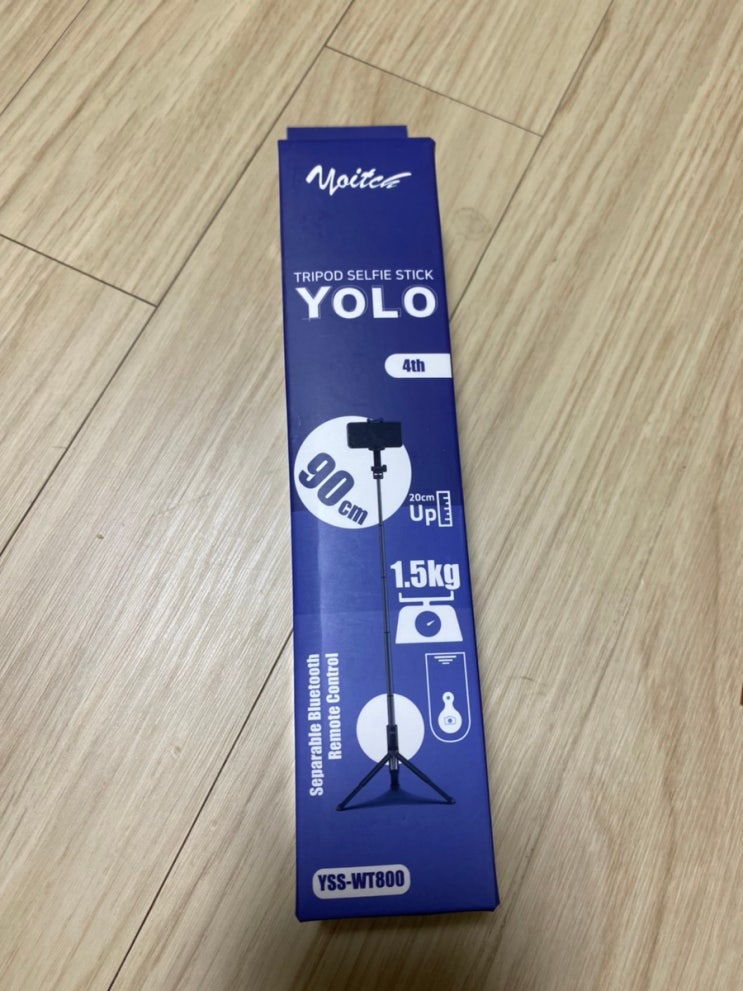 Yoitch
TRIPOD SELFIE STICK
YOLO
4th
90cm
20cm
Up
1.5kg
Separable Bluetooth
Remote Control
YSS-WT800